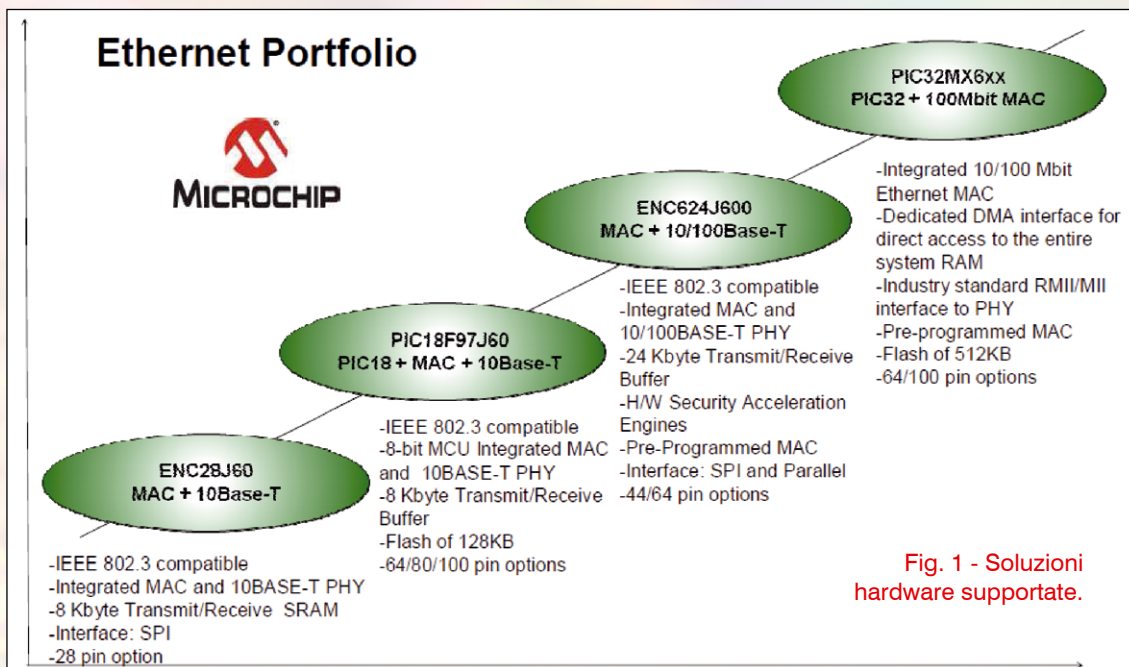 Ethernet Portfolio
MICROCHIP
PIC32MX6xx
PIC32 + 100Mbit MAC
-Integrated 10/100 Mbit
Ethernet MAC
-Dedicated DMA interface for
direct access to the entire
system RAM
-Industry standard RMII/MII
interface to PHY
-Pre-programmed MAC
-Flash of 512KB
-64/100 pin options
ENC624J600
MAC + 10/100Base-T
-IEEE 802.3 compatible
-Integrated MAC and
10/100BASE-T PHY
-24 Kbyte Transmit/Receive
Buffer
-H/W Security Acceleration
Engines
-Pre-Programmed MAC
-Interface: SPI and Parallel
-44/64 pin options
PIC18F97J60
PIC18 + MAC + 10Base-T
-IEEE 802.3 compatible
-8-bit MCU Integrated MAC
and 10BASE-T PHY
-8 Kbyte Transmit/Receive
Buffer
-Flash of 128KB
-64/80/100 pin options
ENC28J60
MAC + 10Base-T
-IEEE 802.3 compatible
-Integrated MAC and 10BASE-T PHY
-8 Kbyte Transmit/Receive SRAM
-Interface: SPI
-28 pin option
Fig. 1 - Soluzioni
hardware supportate.